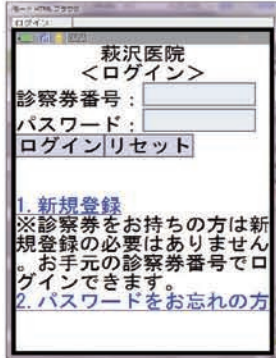 ログイン
萩沢医院
＜ログイン＞
診察券番号：
パスワード：
ログイン リセット
1. 新規登録
※診察券をお持ちの方は新
規登録の必要はありません
。お手元の診察券番号でロ
グインできます。
2. パスワードをお忘れの方